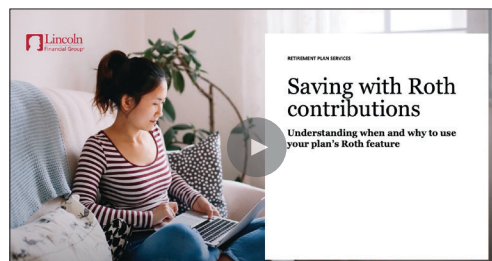 Lincoln
Financial Group®
RETIREMENT PLAN SERVICES
Saving with Roth
contributions
Understanding when and why to use
your plan's Roth feature